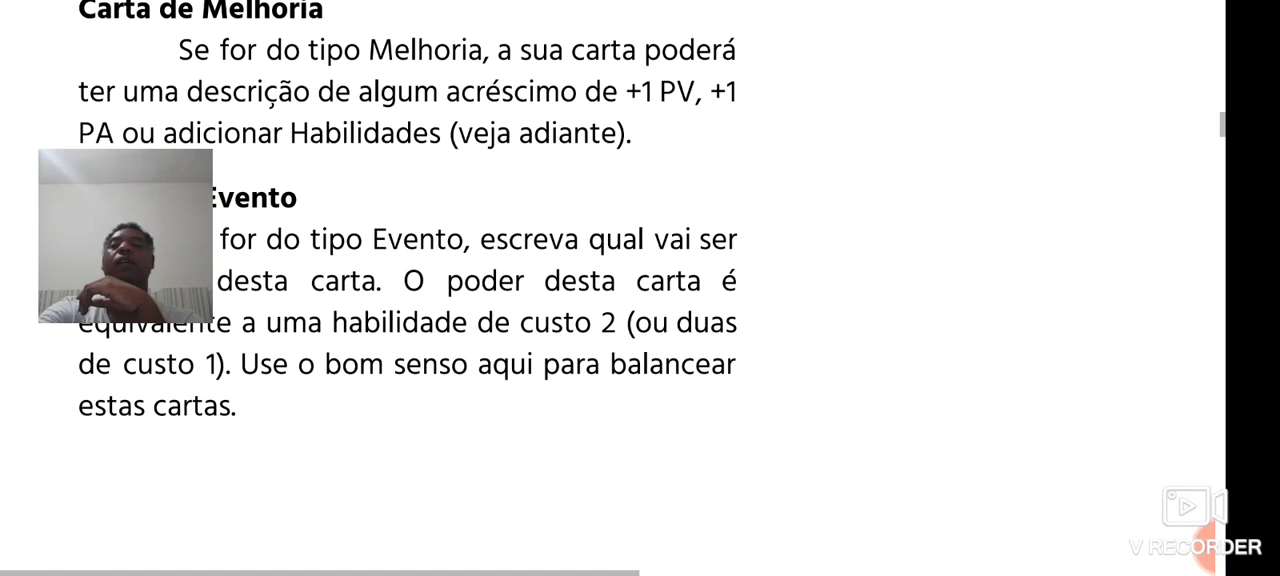 Carta de Melhoria
Se for do tipo Melhoria, a sua carta poderá
ter uma descrição de algum acréscimo de +1 PV, +1
PA ou adicionar Habilidades (veja adiante).
Evento
for do tipo Evento, escreva qual vai ser
desta carta. O poder desta carta é
equivalente a uma habilidade de custo 2 (ou duas
de custo 1). Use o bom senso aqui para balancear
estas cartas.
V RECORDER